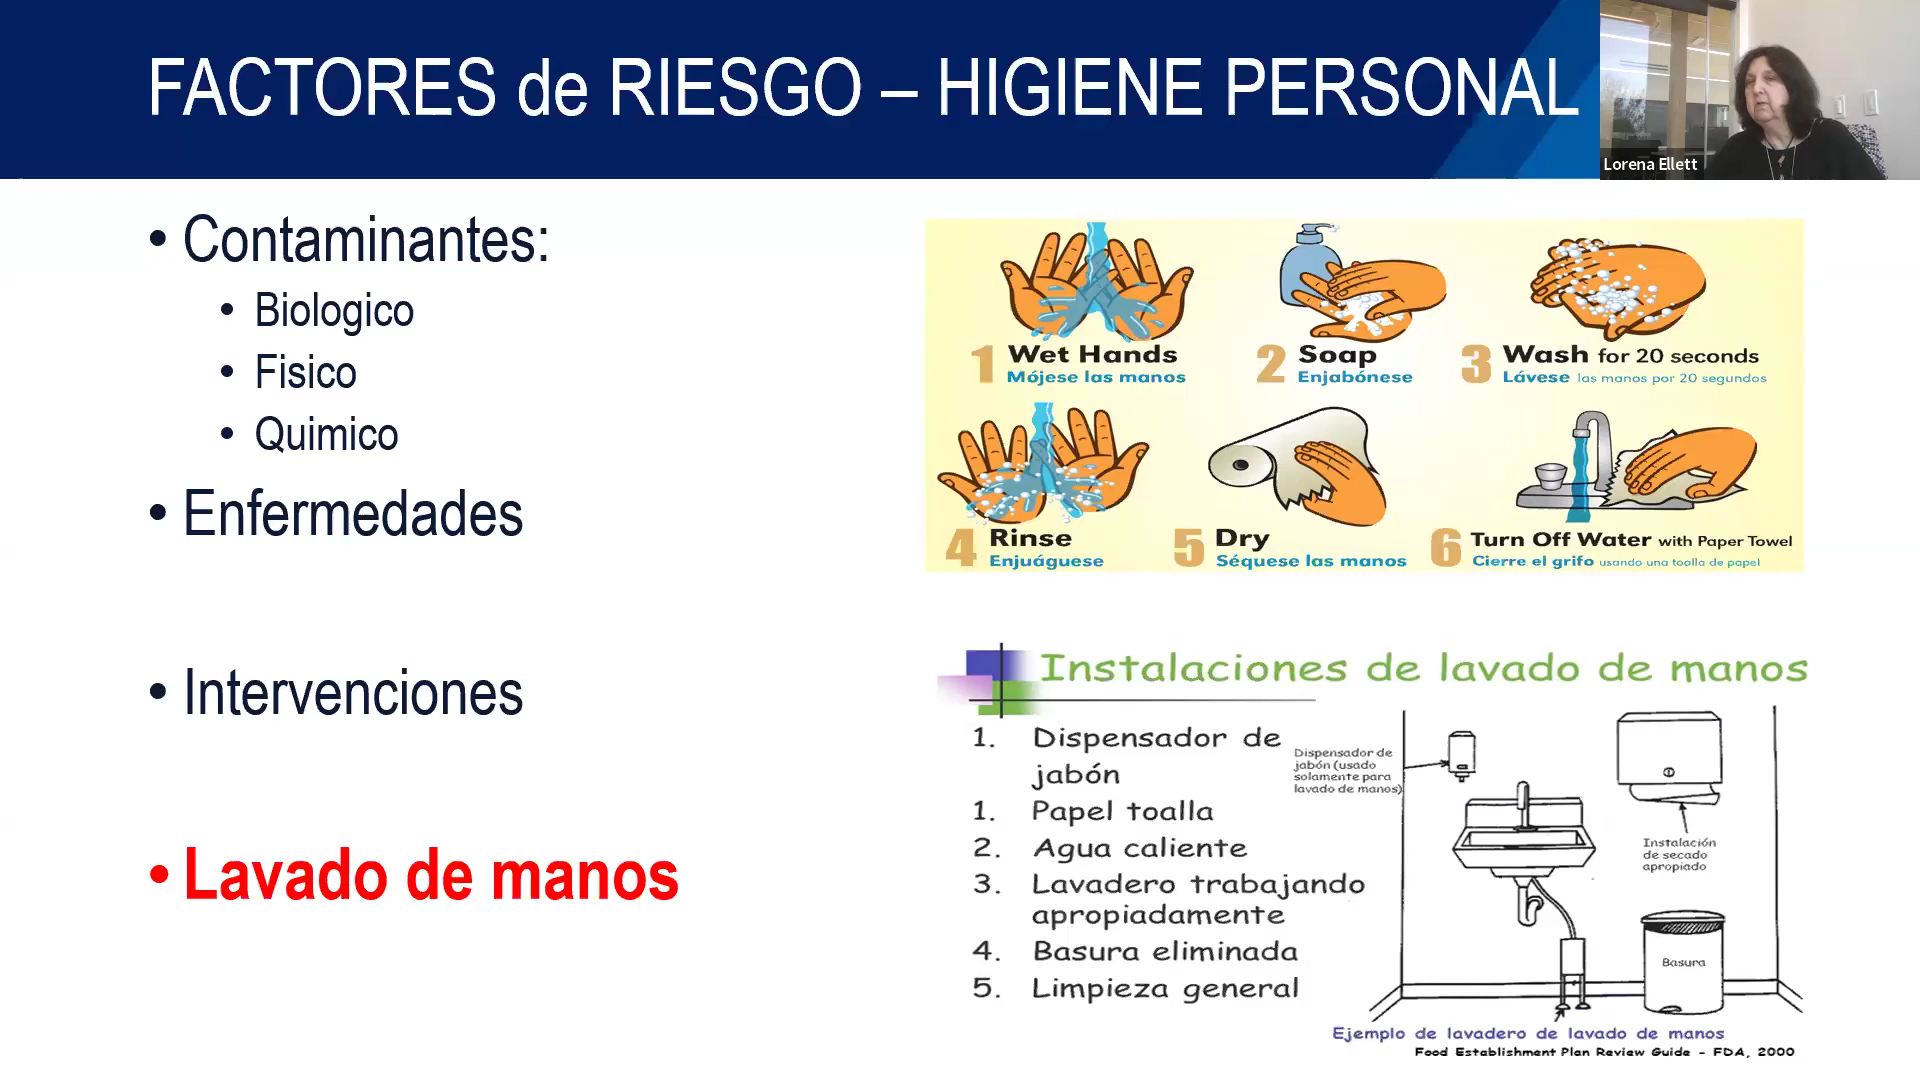 FACTORES de RIESGO – HIGIENE PERSONAL
Lorena Ellett
• Contaminantes:
• Biologico
• Fisico
• Quimico
• Enfermedades
• Intervenciones
• Lavado de manos
1 Wet Hands
Mójese las manos
2 Soap
Enjabónese
3 Wash for 20 seconds
Lávese las manos por 20 segundos
4 Rinse
Enjuáguese
5 Dry
Séquese las manos
6 Turn Off Water with Paper Towel
Cierre el grifo usando una toalla de papel
Instalaciones de lavado de manos
1. Dispensador de
jabón
1. Papel toalla
2. Agua caliente
3. Lavadero trabajando
apropiadamente
4. Basura eliminada
5. Limpieza general
Dispensador de
jabón (usado
solamente para
lavado de manos)
Instalación
de secado
apropiado
Basura
Ejemplo de lavadero de lavado de manos
Food Establishment Plan Review Guide - FDA, 2000